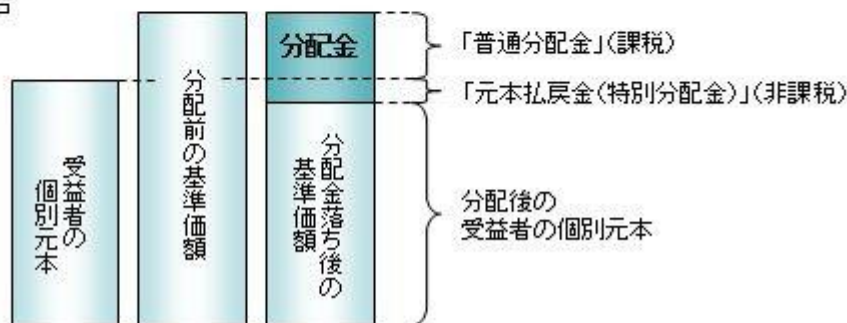 受益者の
個別元本
分配前の基準価額
分配金
分配金落ち後の
基準価額
「普通分配金」(課税)
「元本払戻金(特別分配金)」(非課税)
分配後の
受益者の個別元本